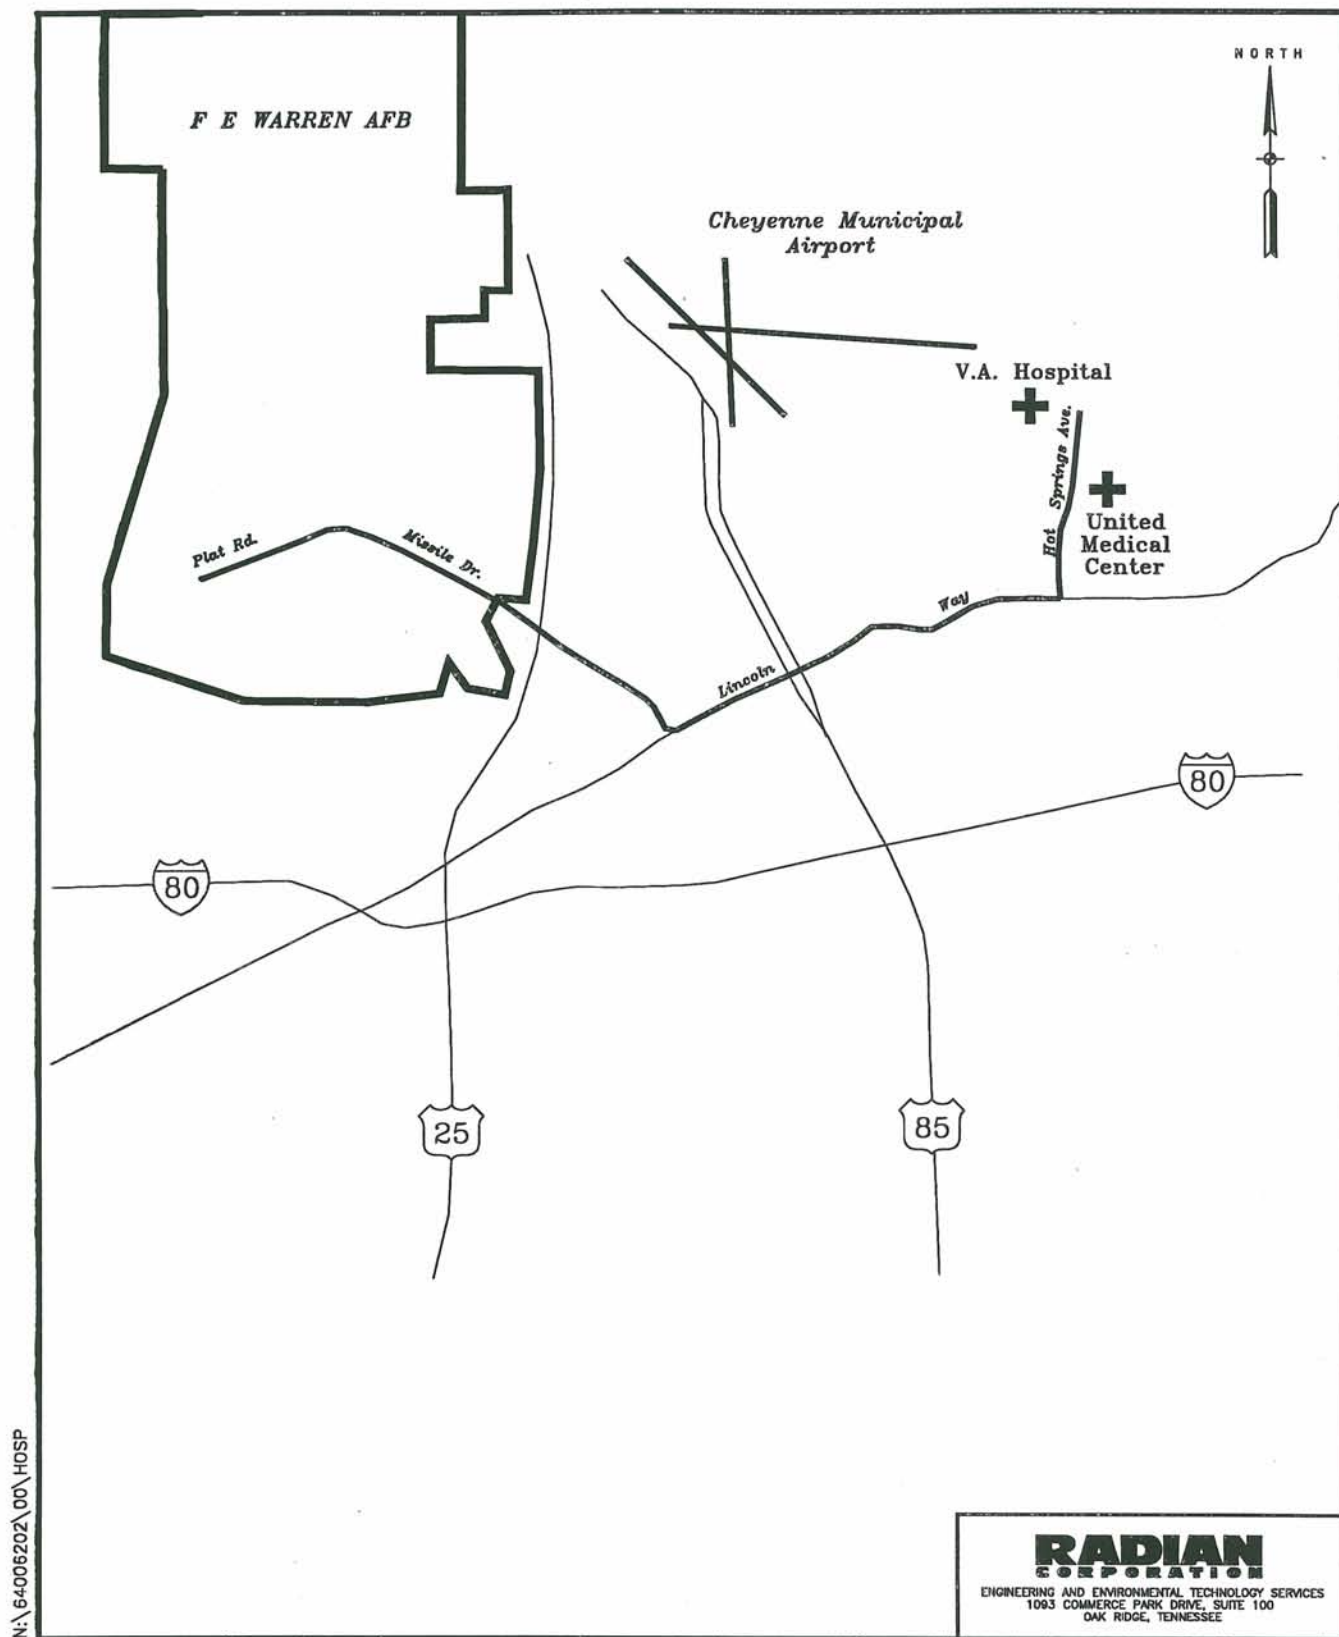 NORTH
F E WARREN AFB
Cheyenne Municipal
Airport
V.A. Hospital
Hot Springs Ave.
United
Medical
Center
Plat Rd.
Missile Dr.
Way
Lincoln
80
80
25
85
N:\64006202\00\HOSP
RADIAN
CORPORATION
ENGINEERING AND ENVIRONMENTAL TECHNOLOGY SERVICES
1093 COMMERCE PARK DRIVE, SUITE 100
OAK RIDGE, TENNESSEE